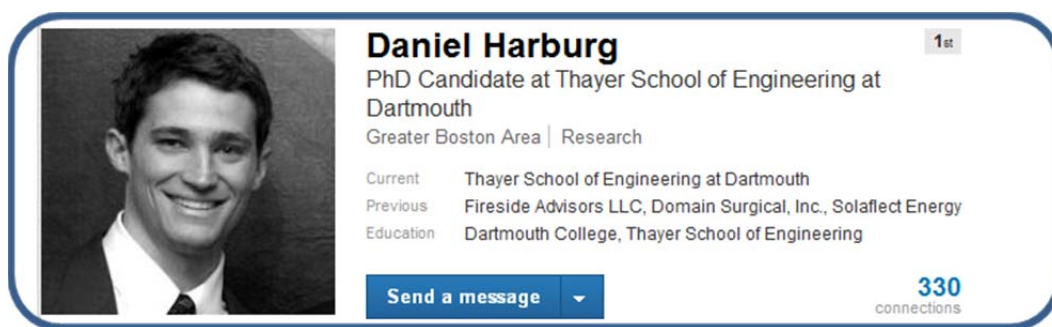 Daniel Harburg
1st
PhD Candidate at Thayer School of Engineering at
Dartmouth
Greater Boston Area | Research
Current Thayer School of Engineering at Dartmouth
Previous Fireside Advisors LLC, Domain Surgical, Inc., Solaflect Energy
Education Dartmouth College, Thayer School of Engineering
Send a message
330
connections